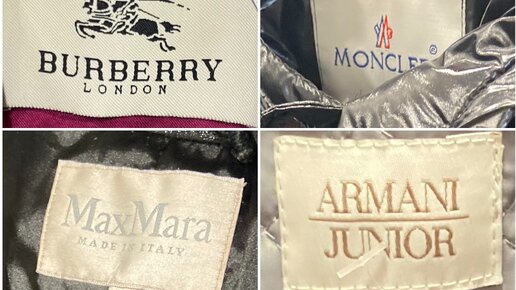 BURBERRY
LONDON
MONCLE
MaxMara
MADE IN ITALY
ARMANI
JUNIOR